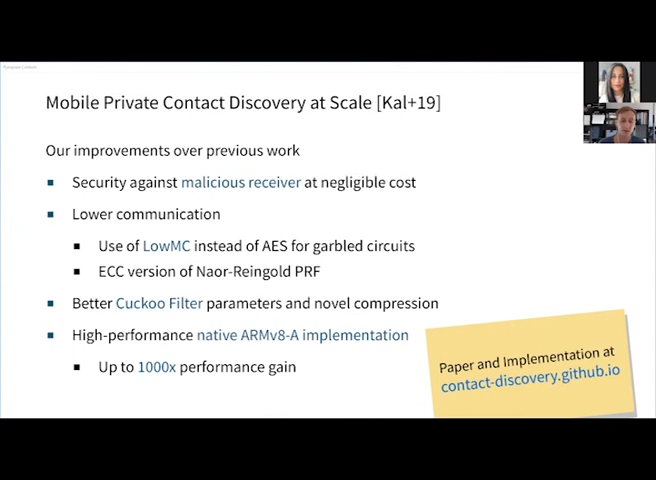 Mobile Private Contact Discovery at Scale [Kal+19]
Our improvements over previous work
Security against malicious receiver at negligible cost
Lower communication
Use of LowMC instead of AES for garbled circuits
ECC version of Naor-Reingold PRF
Better Cuckoo Filter parameters and novel compression
High-performance native ARMv8-A implementation
Up to 1000x performance gain
Paper and Implementation at
contact-discovery.github.io